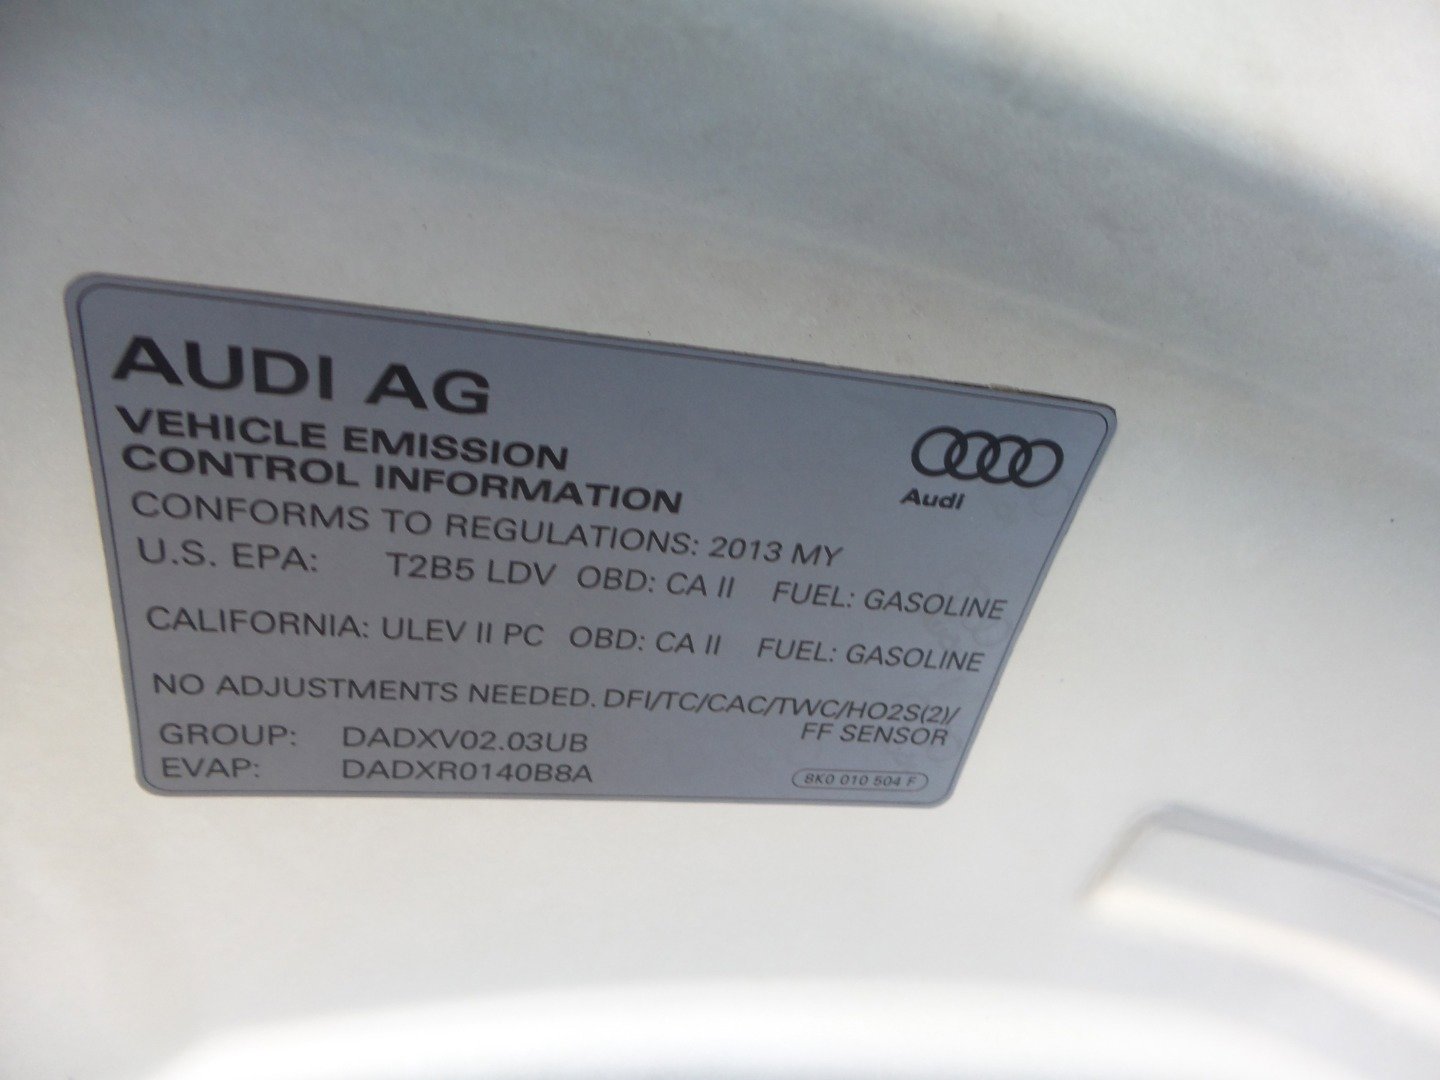 AUDI AG
VEHICLE EMISSION
CONTROL INFORMATION
Audi
CONFORMS TO REGULATIONS: 2013 MY
U.S. EPA: T2B5 LDV OBD: CA II FUEL: GASOLINE
CALIFORNIA: ULEV II PC OBD: CA II FUEL: GASOLINE
NO ADJUSTMENTS NEEDED. DFI/TC/CAC/TWC/HO2S(2)/
FF SENSOR
GROUP: DADXV02.03UB
EVAP: DADXR0140B8A
8K0 010 504 F